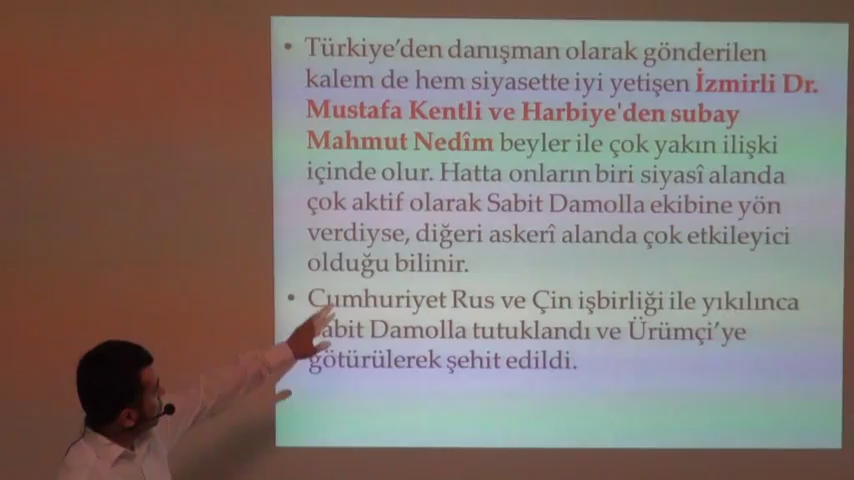 • Türkiye'den danışman olarak gönderilen
kalem de hem siyasette iyi yetişen İzmirli Dr.
Mustafa Kentli ve Harbiye'den subay
Mahmut Nedîm beyler ile çok yakın ilişki
içinde olur. Hatta onların biri siyasî alanda
çok aktif olarak Sabit Damolla ekibine yön
verdiyse, diğeri askerî alanda çok etkileyici
olduğu bilinir.
• Cumhuriyet Rus ve Çin işbirliği ile yıkılınca
Sabit Damolla tutuklandı ve Ürümçi'ye
götürülerek şehit edildi.